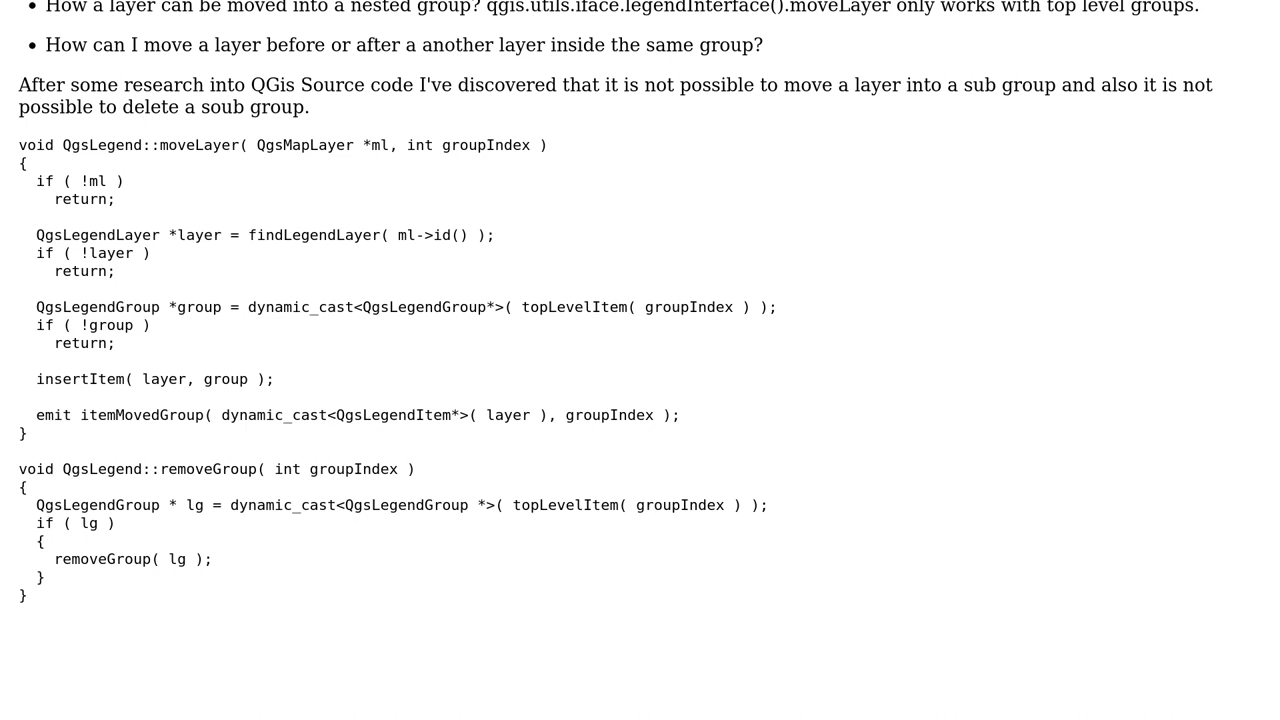 • How a layer can be moved into a nested group? qgis.utils.iface.legendInterface().moveLayer only works with top level groups.
• How can I move a layer before or after a another layer inside the same group?
After some research into QGis Source code I've discovered that it is not possible to move a layer into a sub group and also it is not
possible to delete a soub group.
void QgsLegend::moveLayer( QgsMapLayer *ml, int groupIndex )
{
  if ( !ml )
    return;

  QgsLegendLayer *layer = findLegendLayer( ml->id() );
  if ( !layer )
    return;

  QgsLegendGroup *group = dynamic_cast<QgsLegendGroup*>( topLevelItem( groupIndex ) );
  if ( !group )
    return;

  insertItem( layer, group );

  emit itemMovedGroup( dynamic_cast<QgsLegendItem*>( layer ), groupIndex );
}

void QgsLegend::removeGroup( int groupIndex )
{
  QgsLegendGroup * lg = dynamic_cast<QgsLegendGroup *>( topLevelItem( groupIndex ) );
  if ( lg )
  {
    removeGroup( lg );
  }
}